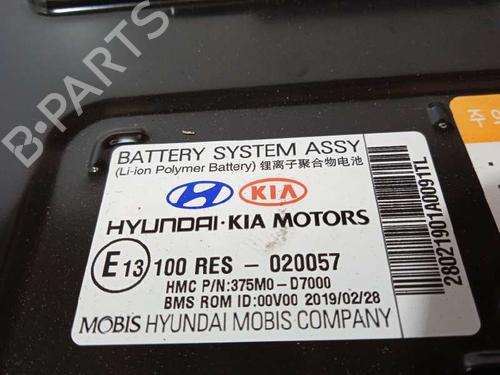 BATTERY SYSTEM ASSY
(Li-ion Polymer Battery) 锂离子聚合物电池
KIA
HYUNDAI·KIA MOTORS
E13 100 RES - 020057
HMC P/N:375M0-D7000
BMS ROM ID:00V00 2019/02/28
MOBIS HYUNDAI MOBIS COMPANY
28021901A0091TL
주의
B-PARTS